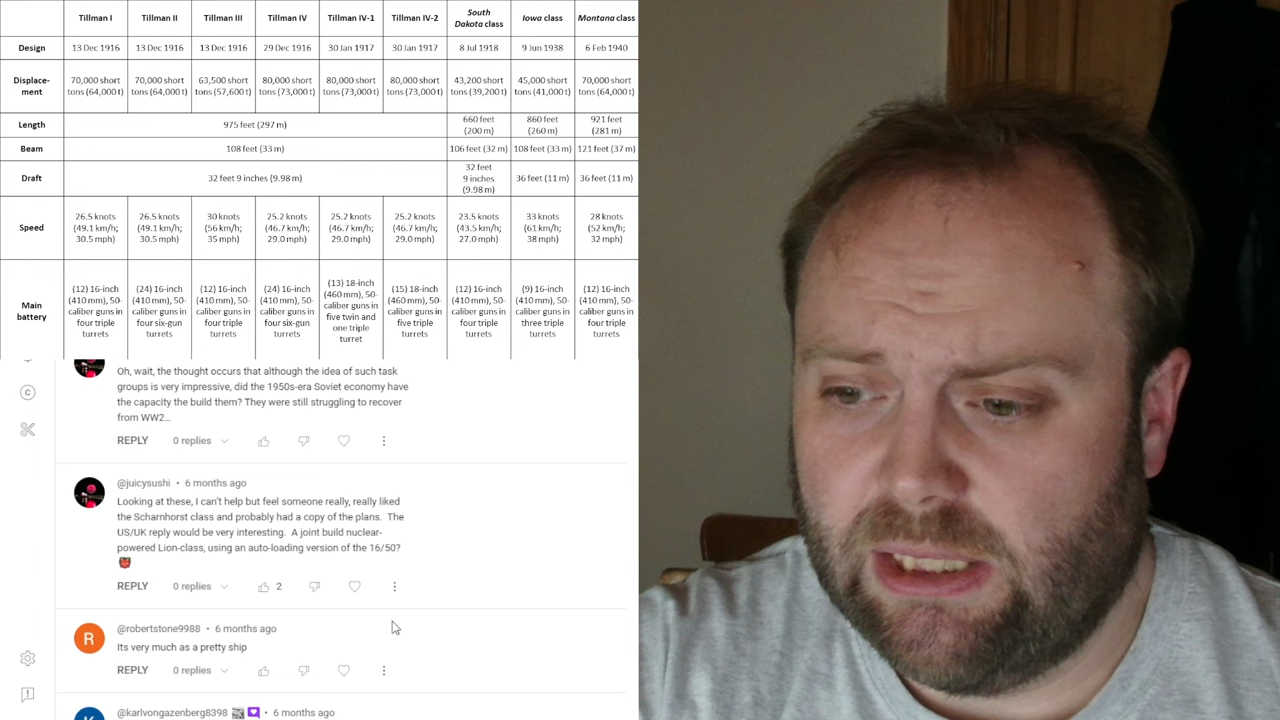 Tillman I Tillman II Tillman III Tillman IV Tillman IV-1 Tillman IV-2 South Dakota class Iowa class Montana class
Design 13 Dec 1916 13 Dec 1916 13 Dec 1916 29 Dec 1916 30 Jan 1917 30 Jan 1917 8 Jul 1918 9 Jun 1938 6 Feb 1940
Displace-ment 70,000 short tons (64,000 t) 70,000 short tons (64,000 t) 63,500 short tons (57,600 t) 80,000 short tons (73,000 t) 80,000 short tons (73,000 t) 80,000 short tons (73,000 t) 43,200 short tons (39,200 t) 45,000 short tons (41,000 t) 70,000 short tons (64,000 t)
Length 975 feet (297 m) 660 feet (200 m) 860 feet (260 m) 921 feet (281 m)
Beam 108 feet (33 m) 106 feet (32 m) 108 feet (33 m) 121 feet (37 m)
Draft 32 feet 9 inches (9.98 m) 32 feet 9 inches (9.98 m) 36 feet (11 m) 36 feet (11 m)
Speed 26.5 knots (49.1 km/h; 30.5 mph) 26.5 knots (49.1 km/h; 30.5 mph) 30 knots (56 km/h; 35 mph) 25.2 knots (46.7 km/h; 29.0 mph) 25.2 knots (46.7 km/h; 29.0 mph) 25.2 knots (46.7 km/h; 29.0 mph) 23.5 knots (43.5 km/h; 27.0 mph) 33 knots (61 km/h; 38 mph) 28 knots (52 km/h; 32 mph)
Main battery (12) 16-inch (410 mm), 50-caliber guns in four triple turrets (24) 16-inch (410 mm), 50-caliber guns in four six-gun turrets (12) 16-inch (410 mm), 50-caliber guns in four triple turrets (24) 16-inch (410 mm), 50-caliber guns in four six-gun turrets (13) 18-inch (460 mm), 50-caliber guns in five twin and one triple turret (15) 18-inch (460 mm), 50-caliber guns in five triple turrets (12) 16-inch (410 mm), 50-caliber guns in four triple turrets (9) 16-inch (410 mm), 50-caliber guns in three triple turrets (12) 16-inch (410 mm), 50-caliber guns in four triple turrets
Oh, wait, the thought occurs that although the idea of such task
groups is very impressive, did the 1950s-era Soviet economy have
the capacity the build them? They were still struggling to recover
from WW2...
REPLY 0 replies
@juicysushi • 6 months ago
Looking at these, I can't help but feel someone really, really liked
the Scharnhorst class and probably had a copy of the plans. The
US/UK reply would be very interesting. A joint build nuclear-
powered Lion-class, using an auto-loading version of the 16/50?
REPLY 0 replies 2
@robertstone9988 • 6 months ago
R
Its very much as a pretty ship
REPLY 0 replies
@karlvongazenberg8398 • 6 months ago